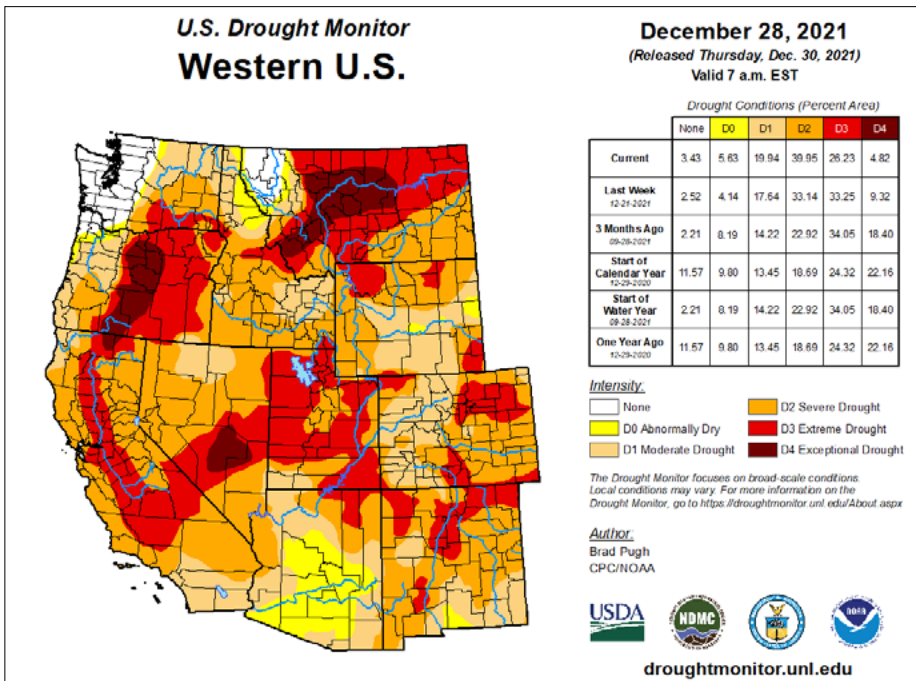 U.S. Drought Monitor
Western U.S.
December 28, 2021
(Released Thursday, Dec. 30, 2021)
Valid 7 a.m. EST
Drought Conditions (Percent Area)
None D0 D1 D2 D3 D4
Current 3.43 5.63 19.94 39.95 26.23 4.82
Last Week
12-21-2021 2.52 4.14 17.64 33.14 33.25 9.32
3 Months Ago
09-28-2021 2.21 8.19 14.22 22.92 34.05 18.40
Start of
Calendar Year
12-29-2020 11.57 9.80 13.45 18.69 24.32 22.16
Start of
Water Year
09-28-2021 2.21 8.19 14.22 22.92 34.05 18.40
One Year Ago
12-29-2020 11.57 9.80 13.45 18.69 24.32 22.16
Intensity:
None
D0 Abnormally Dry
D1 Moderate Drought
D2 Severe Drought
D3 Extreme Drought
D4 Exceptional Drought
The Drought Monitor focuses on broad-scale conditions.
Local conditions may vary. For more information on the
Drought Monitor, go to https://droughtmonitor.unl.edu/About.aspx
Author:
Brad Pugh
CPC/NOAA
USDA
NDMC
NOAA
droughtmonitor.unl.edu